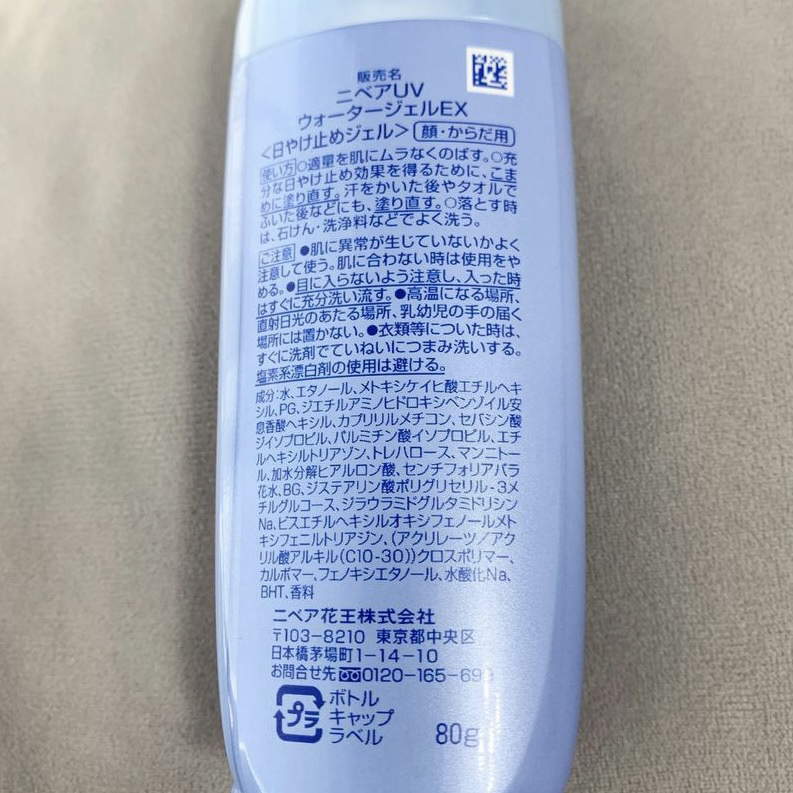 販売名
ニベアUV
ウォータージェルEX
<日やけ止めジェル> 顔・からだ用
使い方 ○適量を肌にムラなくのばす。○充
分な日やけ止め効果を得るために、こま
めに塗り直す。汗をかいた後やタオルで
ふいた後などにも、塗り直す。○落とす時
は、石けん・洗浄料などでよく洗う。
ご注意 ●肌に異常が生じていないかよく
注意して使う。肌に合わない時は使用をや
める。●目に入らないよう注意し、入った時
はすぐに充分洗い流す。●高温になる場所、
直射日光のあたる場所、乳幼児の手の届く
場所には置かない。●衣類等についた時は、
すぐに洗剤でていねいにつまみ洗いする。
塩素系漂白剤の使用は避ける。
成分:水、エタノール、メトキシケイヒ酸エチルヘキ
シル、PG、ジエチルアミノヒドロキシベンゾイル安
息香酸ヘキシル、カプリリルメチコン、セバシン酸
ジイソプロピル、パルミチン酸イソプロピル、エチ
ルヘキシルトリアゾン、トレハロース、マンニトー
ル、加水分解ヒアルロン酸、センチフォリアバラ
花水、BG、ジステアリン酸ポリグリセリル-3メ
チルグルコース、ジラウラミドグルタミドリシン
Na、ビスエチルヘキシルオキシフェノールメト
キシフェニルトリアジン、(アクリレーツ/アク
リル酸アルキル(C10-30))クロスポリマー、
カルボマー、フェノキシエタノール、水酸化Na、
BHT、香料
ニベア花王株式会社
〒103-8210 東京都中央区
日本橋茅場町1-14-10
お問合せ先 0120-165-69
プラ ボトル
キャップ
ラベル 80g